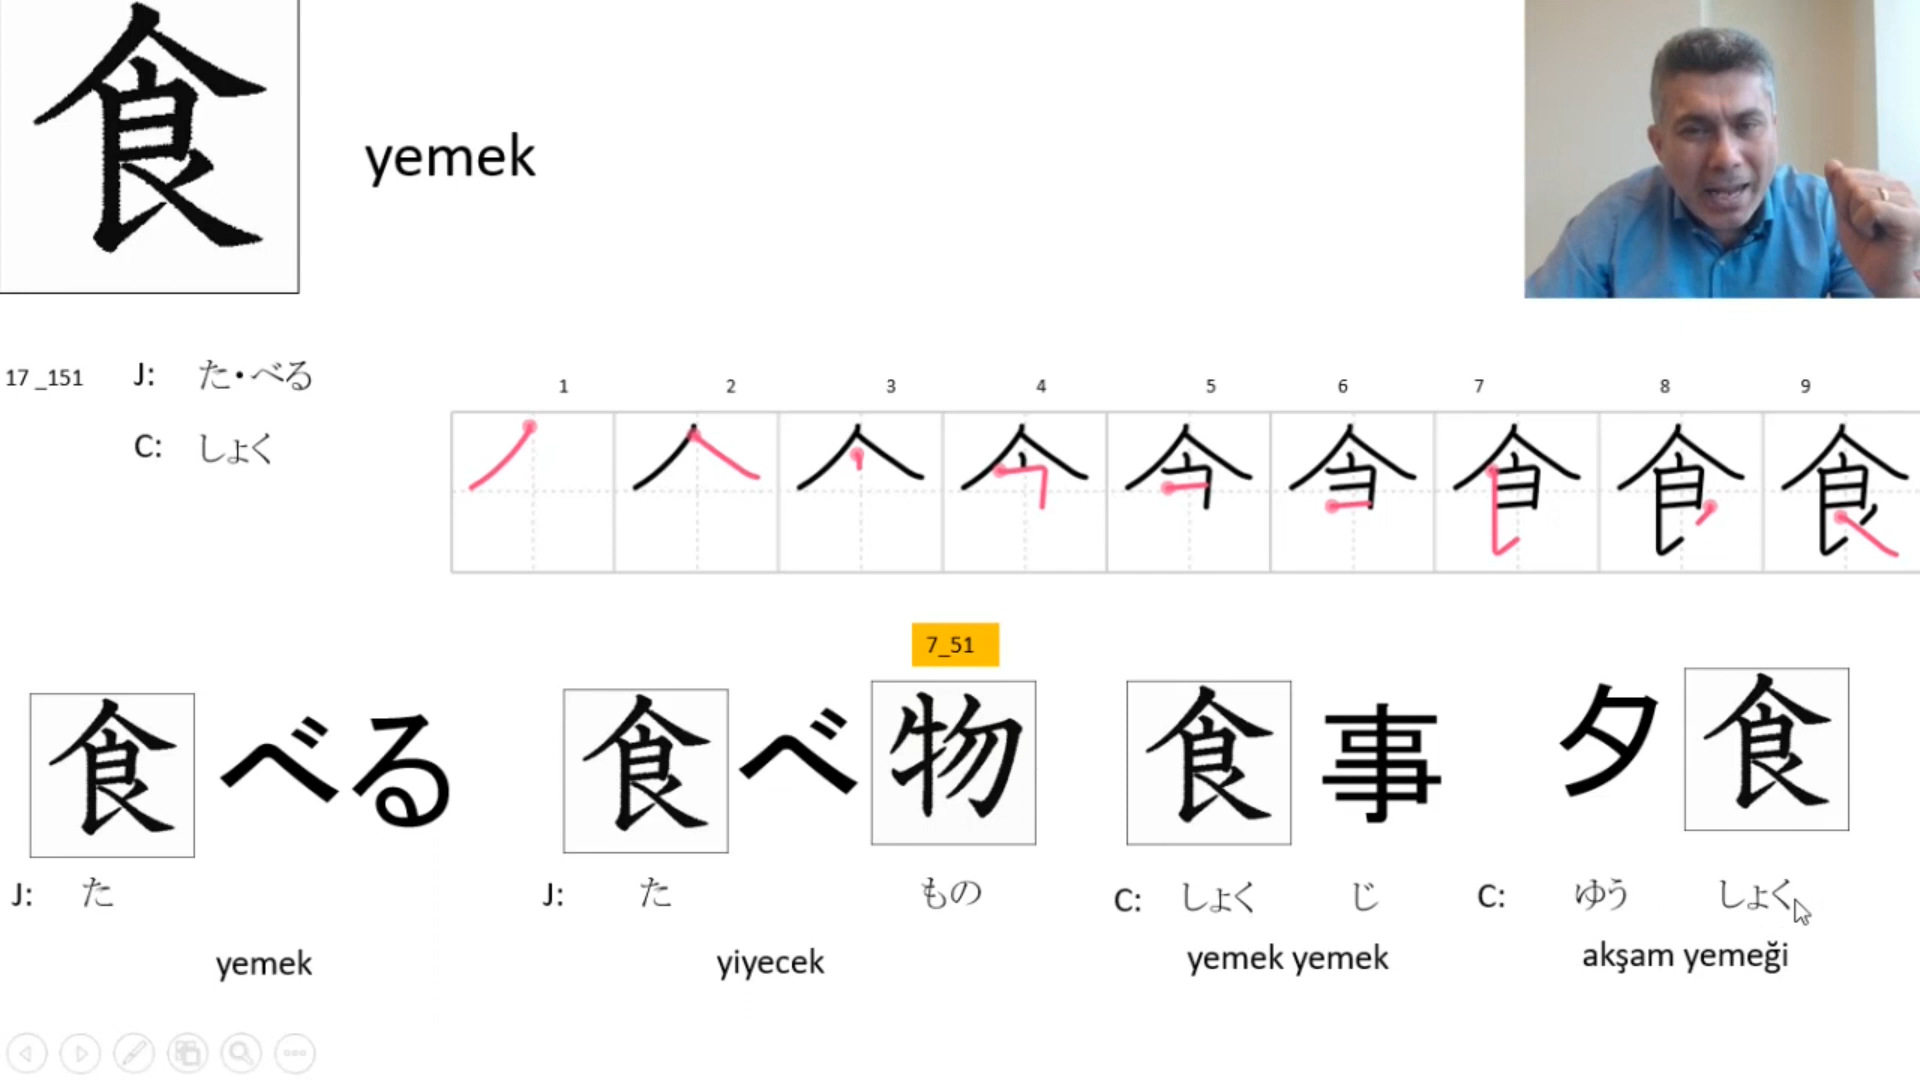 食
yemek
17_151 J: た・べる
C: しょく
1 2 3 4 5 6 7 8 9
7_51
食べる 食べ物 食事 夕食
J: た J: た もの C: しょく じ C: ゆう しょく
yemek yiyecek yemek yemek akşam yemeği